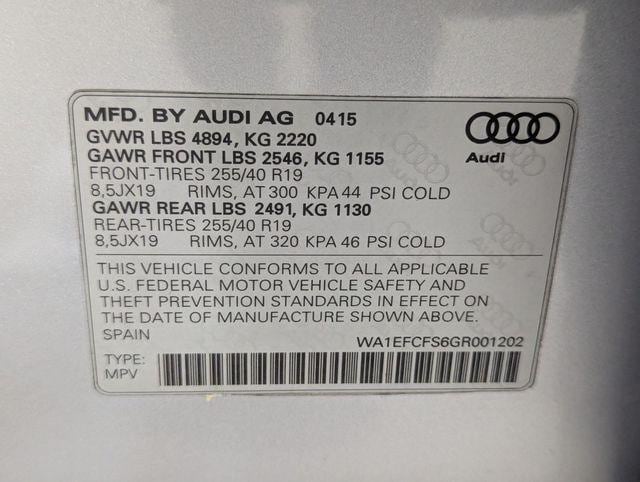 MFD. BY AUDI AG 0415
GVWR LBS 4894, KG 2220
GAWR FRONT LBS 2546, KG 1155
FRONT-TIRES 255/40 R19
8,5JX19 RIMS, AT 300 KPA 44 PSI COLD
GAWR REAR LBS 2491, KG 1130
REAR-TIRES 255/40 R19
8,5JX19 RIMS, AT 320 KPA 46 PSI COLD
Audi
THIS VEHICLE CONFORMS TO ALL APPLICABLE
U.S. FEDERAL MOTOR VEHICLE SAFETY AND
THEFT PREVENTION STANDARDS IN EFFECT ON
THE DATE OF MANUFACTURE SHOWN ABOVE.
SPAIN
WA1EFCFS6GR001202
TYPE:
MPV